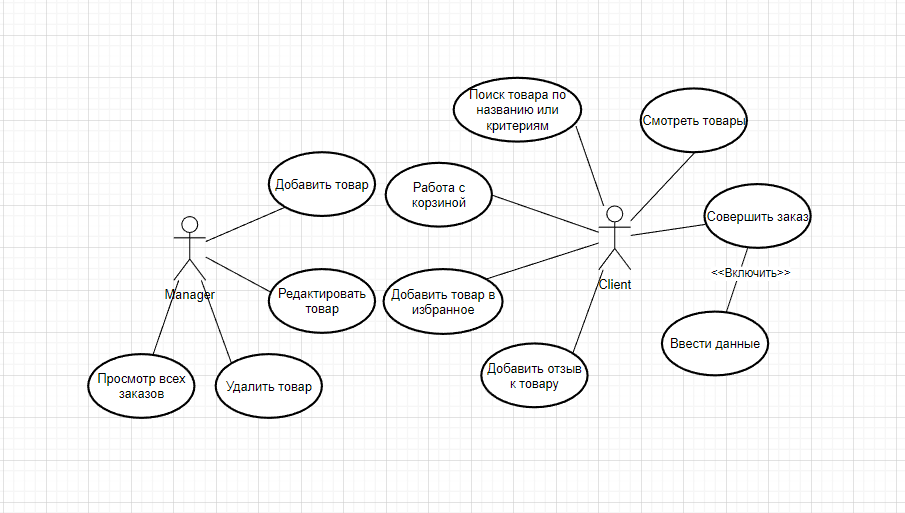 Поиск товара по
названию или
критериям
Смотреть товары
Добавить товар
Работа с
корзиной
Совершить заказ
<<Включить>>
Client
Manager
Редактировать
товар
Добавить товар в
избранное
Ввести данные
Просмотр всех
заказов
Удалить товар
Добавить отзыв
к товару